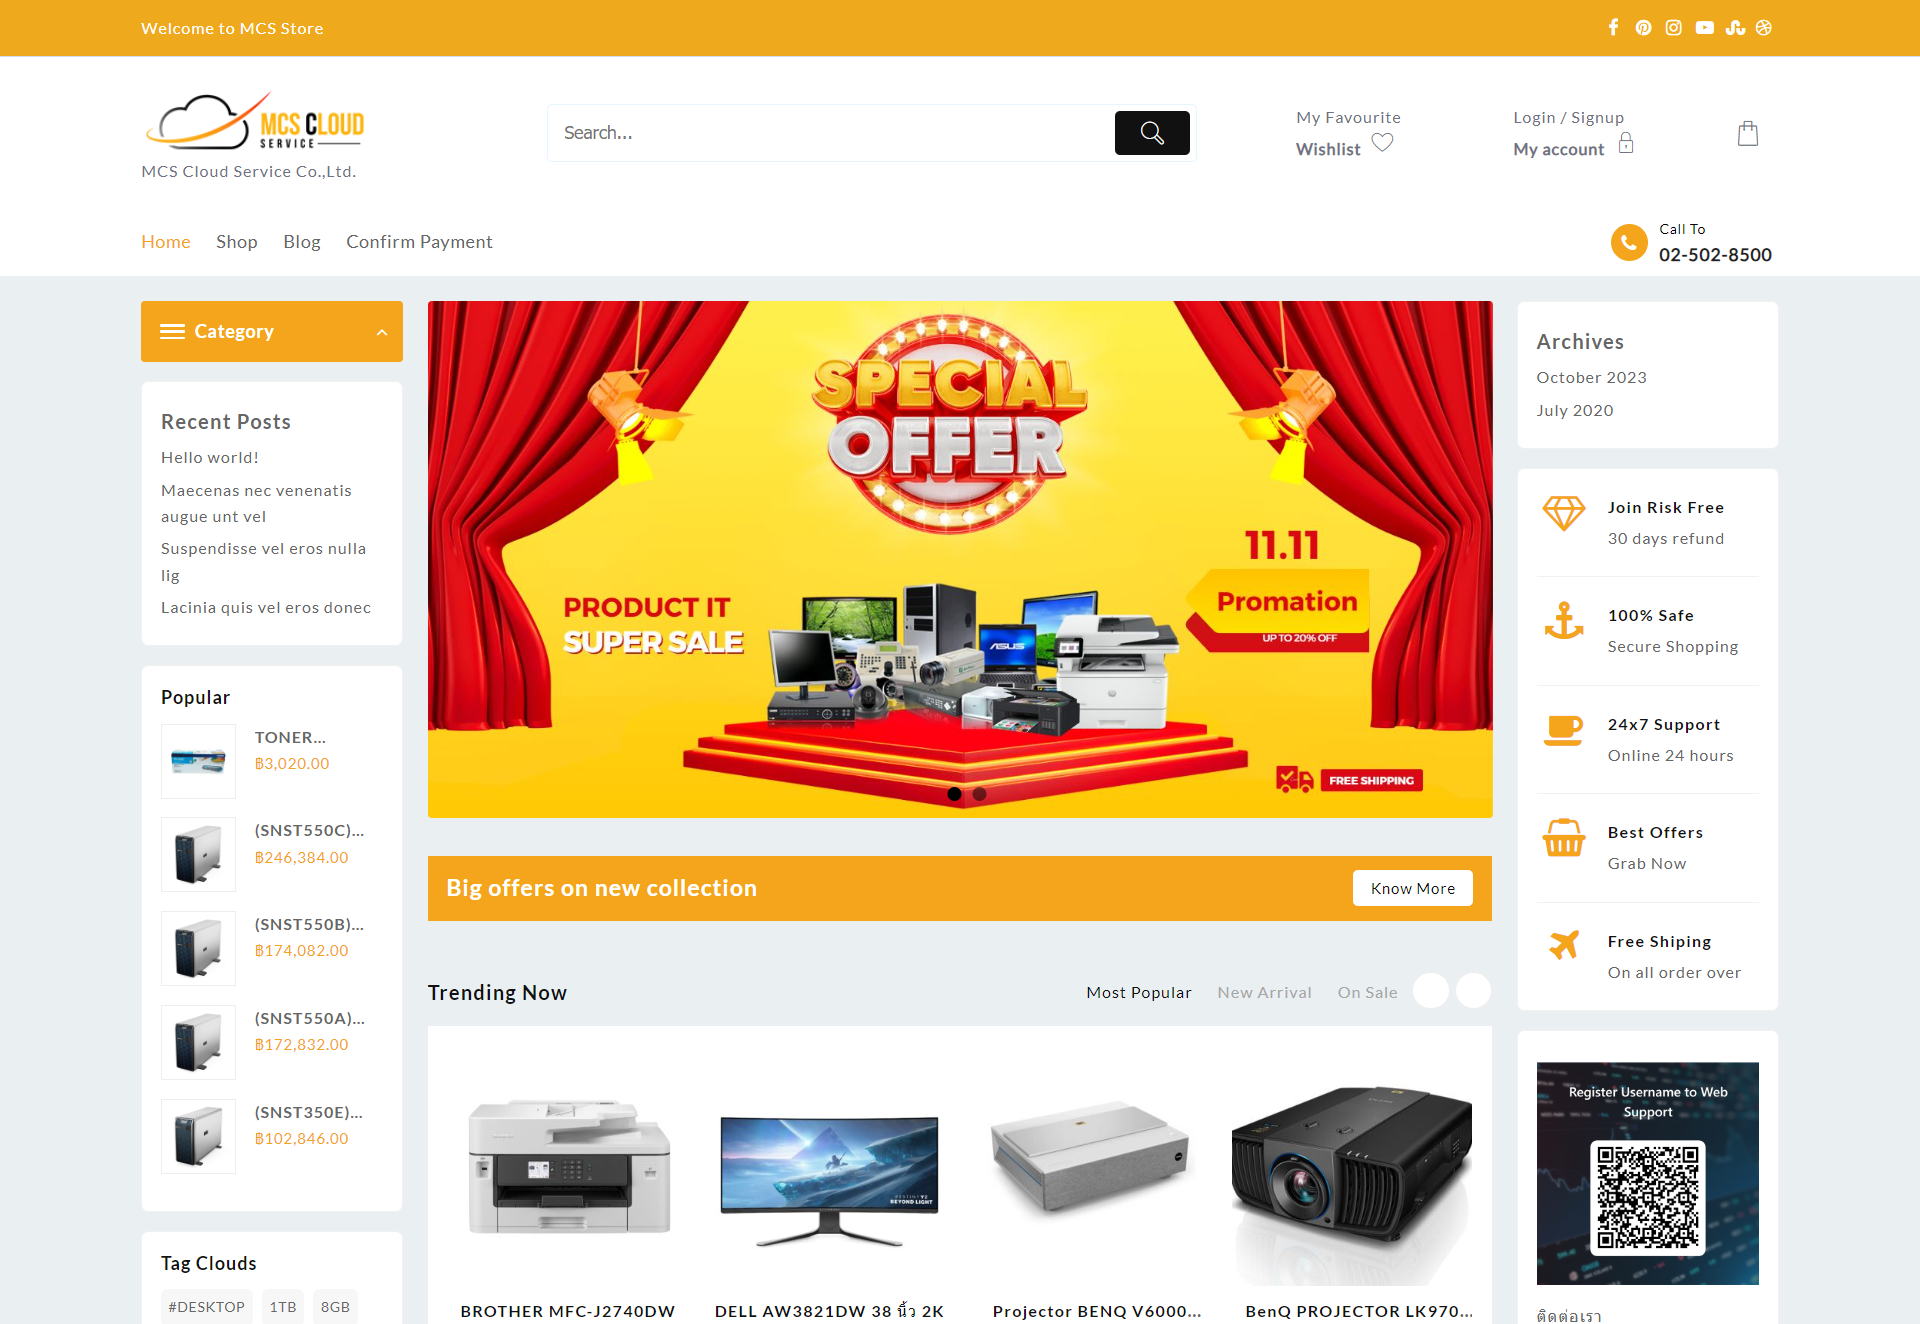 Welcome to MCS Store
MCS CLOUD
SERVICE
MCS Cloud Service Co.,Ltd.
Search...
My Favourite
Wishlist
Login / Signup
My account
Home
Shop
Blog
Confirm Payment
Call To
02-502-8500
Category
Recent Posts
Hello world!
Maecenas nec venenatis
augue unt vel
Suspendisse vel eros nulla
lig
Lacinia quis vel eros donec
Popular
TONER...
฿3,020.00
(SNST550C)...
฿246,384.00
(SNST550B)...
฿174,082.00
(SNST550A)...
฿172,832.00
(SNST350E)...
฿102,846.00
Tag Clouds
#DESKTOP
1TB
8GB
SPECIAL
OFFER
11.11
Promation
UP TO 20% OFF
PRODUCT IT
SUPER SALE
ASUS
FREE SHIPPING
Big offers on new collection
Know More
Trending Now
Most Popular
New Arrival
On Sale
DESTINY 2
BEYOND LIGHT
BROTHER MFC-J2740DW
DELL AW3821DW 38 นิ้ว 2K
Projector BENQ V6000...
BenQ PROJECTOR LK970...
Archives
October 2023
July 2020
Join Risk Free
30 days refund
100% Safe
Secure Shopping
24x7 Support
Online 24 hours
Best Offers
Grab Now
Free Shiping
On all order over
Register Username to Web
Support
ติดต่อเรา